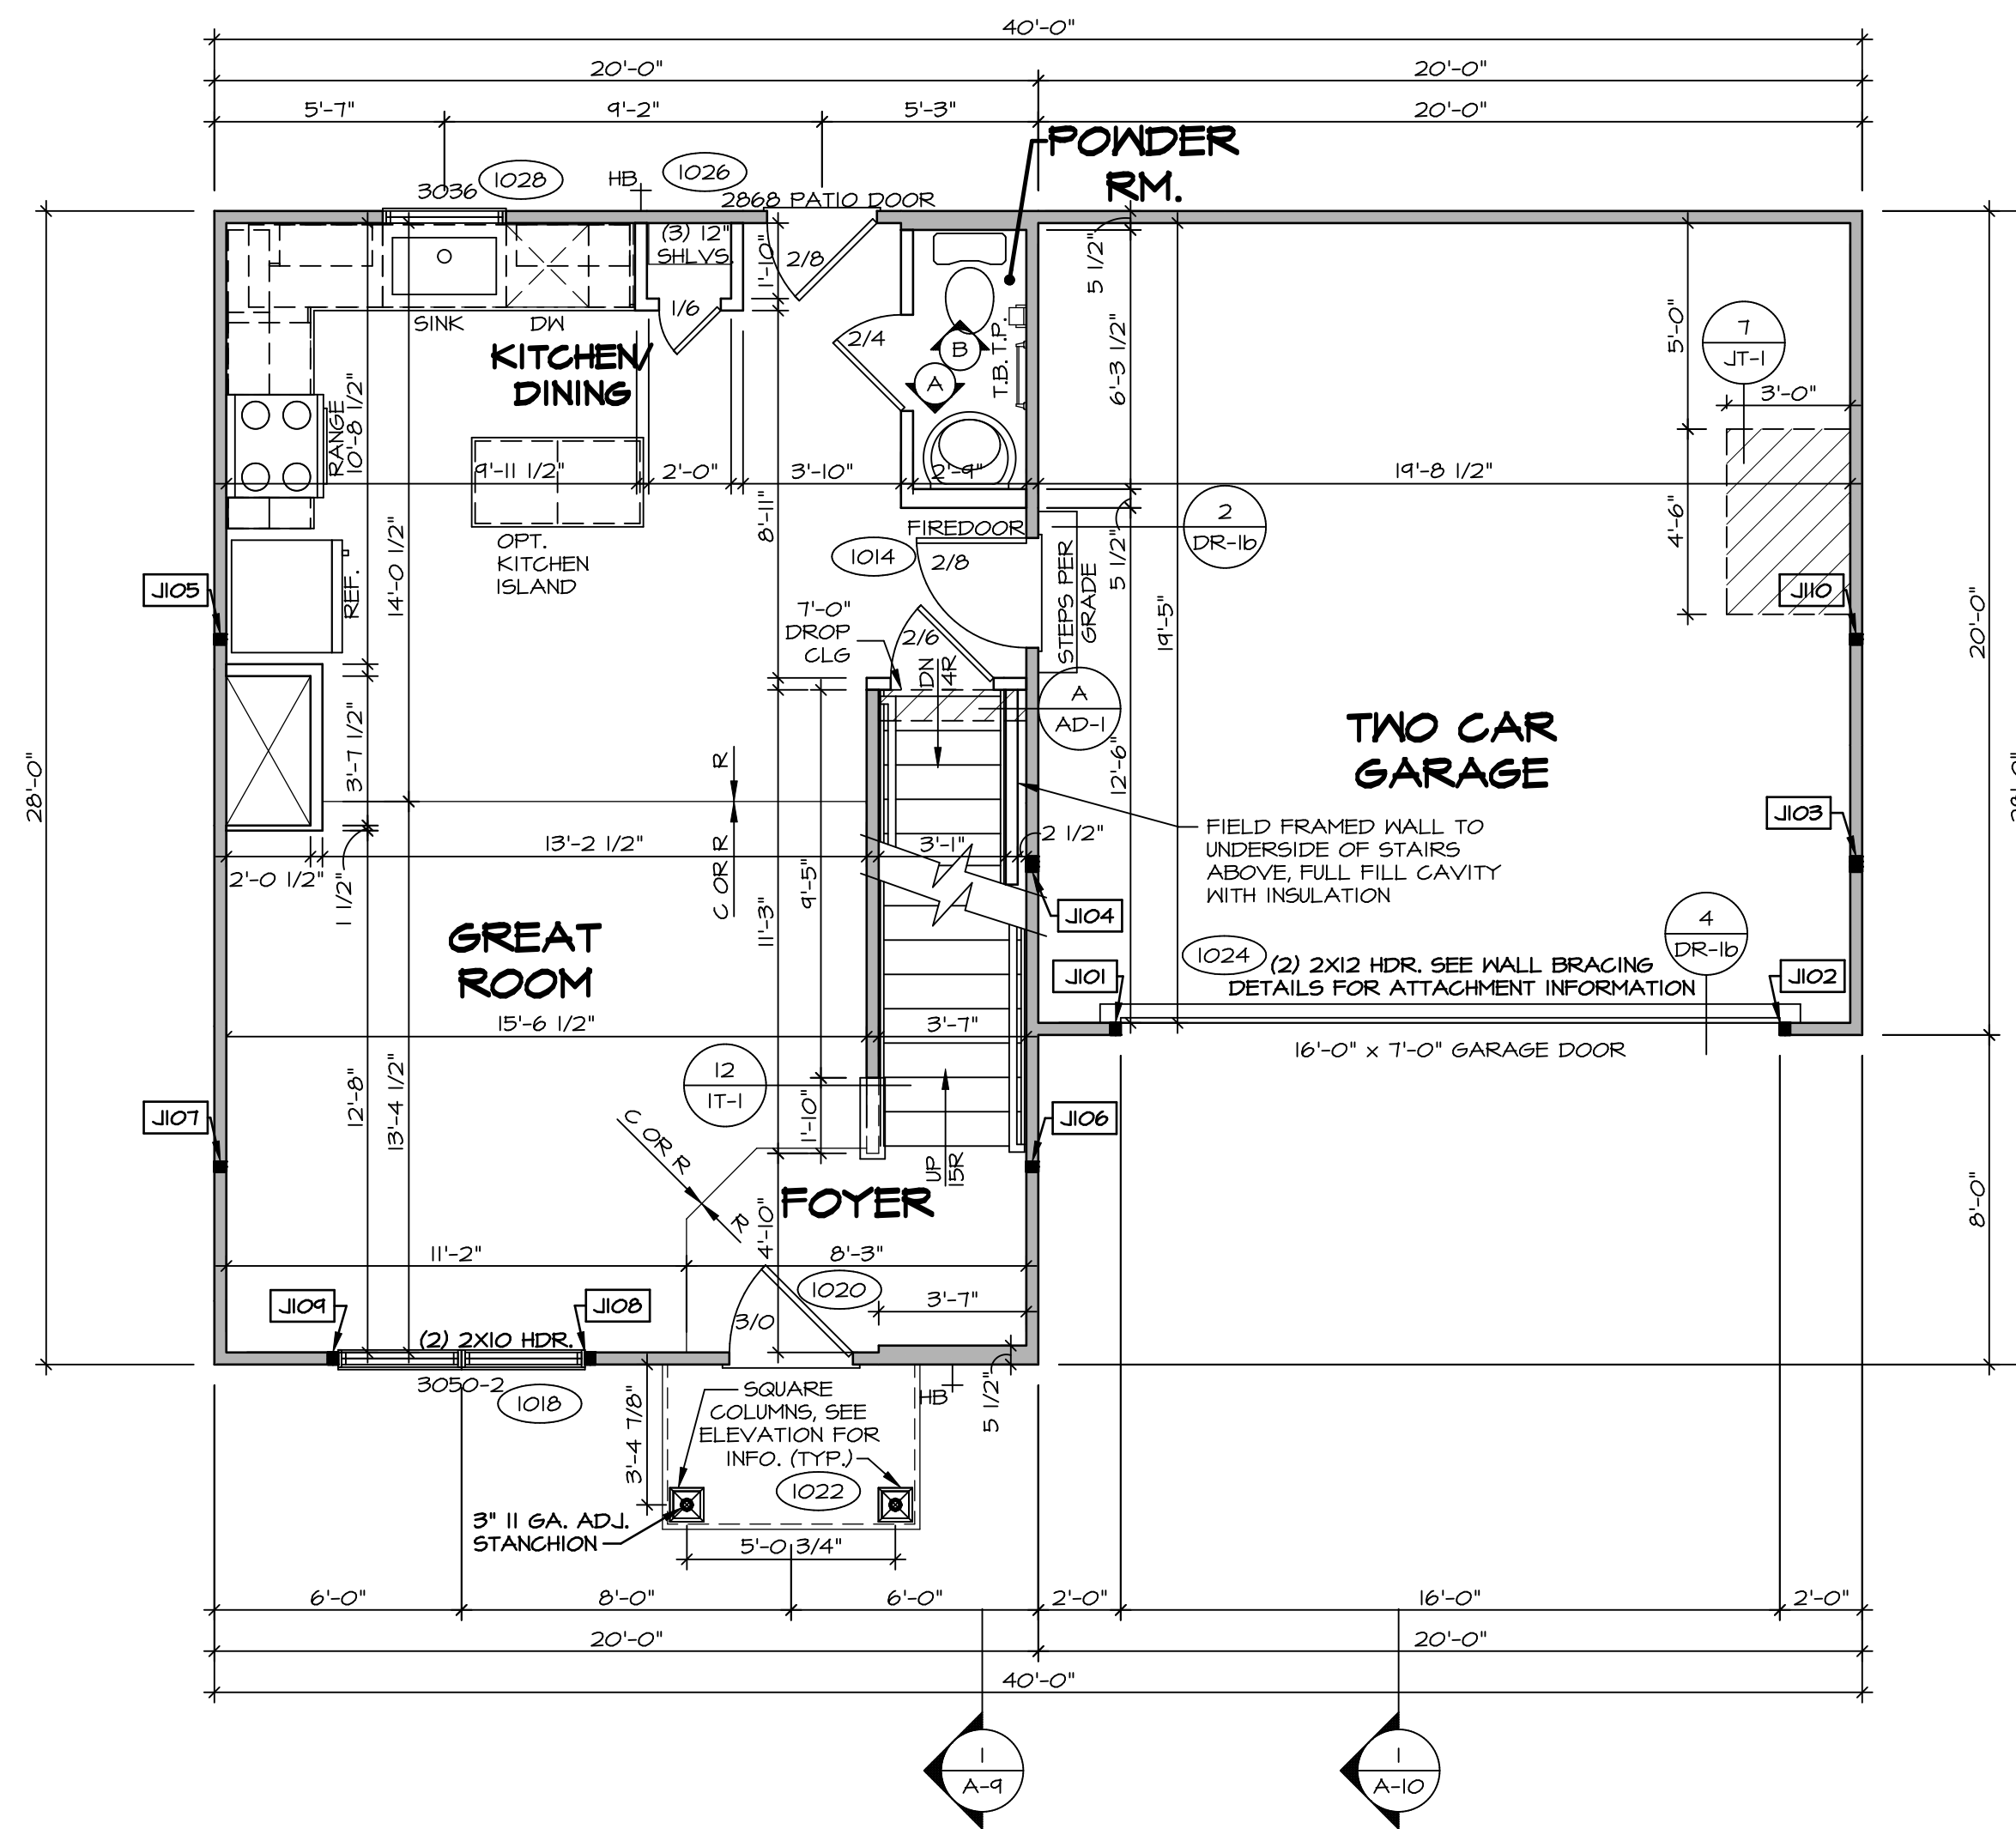 40'-0"
20'-0" 20'-0"
5'-7" 9'-2" 5'-3" 20'-0"
POWDER
RM.
3036 1028 HB 1026
2868 PATIO DOOR
(3) 12"
SHLVS.
1'-10" 2/8
1/6
SINK DW
KITCHEN/
DINING
2/4
B
A
T.B. T.P.
5 1/2"
6'-3 1/2"
5'-0"
7
JT-1
3'-0"
RANGE
10'-8 1/2"
9'-11 1/2" 2'-0" 3'-10" 2'-9" 19'-8 1/2"
8'-11"
14'-0 1/2"
OPT.
KITCHEN
ISLAND
FIREDOOR
1014
2/8
2
DR-1b
4'-6"
5 1/2"
STEPS PER
GRADE
19'-5"
J105
REF.
J110
20'-0"
7'-0"
DROP
CLG
2/6
DN
14R
A
AD-1
12'-6"
TWO CAR
GARAGE
28'-0"
3'-7 1/2"
R
C OR R
13'-2 1/2" 3'-1" 2 1/2"
2'-0 1/2"
1 1/2"
9'-5"
11'-3"
FIELD FRAMED WALL TO
UNDERSIDE OF STAIRS
ABOVE, FULL FILL CAVITY
WITH INSULATION
J103
J104
GREAT
ROOM
4
DR-1b
1024
(2) 2X12 HDR. SEE WALL BRACING
DETAILS FOR ATTACHMENT INFORMATION
J101 J102
15'-6 1/2" 3'-7"
16'-0" x 7'-0" GARAGE DOOR
12
IT-1
12'-8"
13'-4 1/2"
1'-10"
J107 J106
C OR R
R
UP
15R
FOYER
4'-10"
8'-0"
11'-2" 8'-3"
1020
3'-7"
J109 J108
3/0
(2) 2X10 HDR.
3050-2
1018
HB
5 1/2"
3'-4 7/8"
SQUARE
COLUMNS, SEE
ELEVATION FOR
INFO. (TYP.)
1022
3" 11 GA. ADJ.
STANCHION
5'-0 3/4"
6'-0" 8'-0" 6'-0" 2'-0" 16'-0" 2'-0"
20'-0" 20'-0"
40'-0"
1
A-9
1
A-10